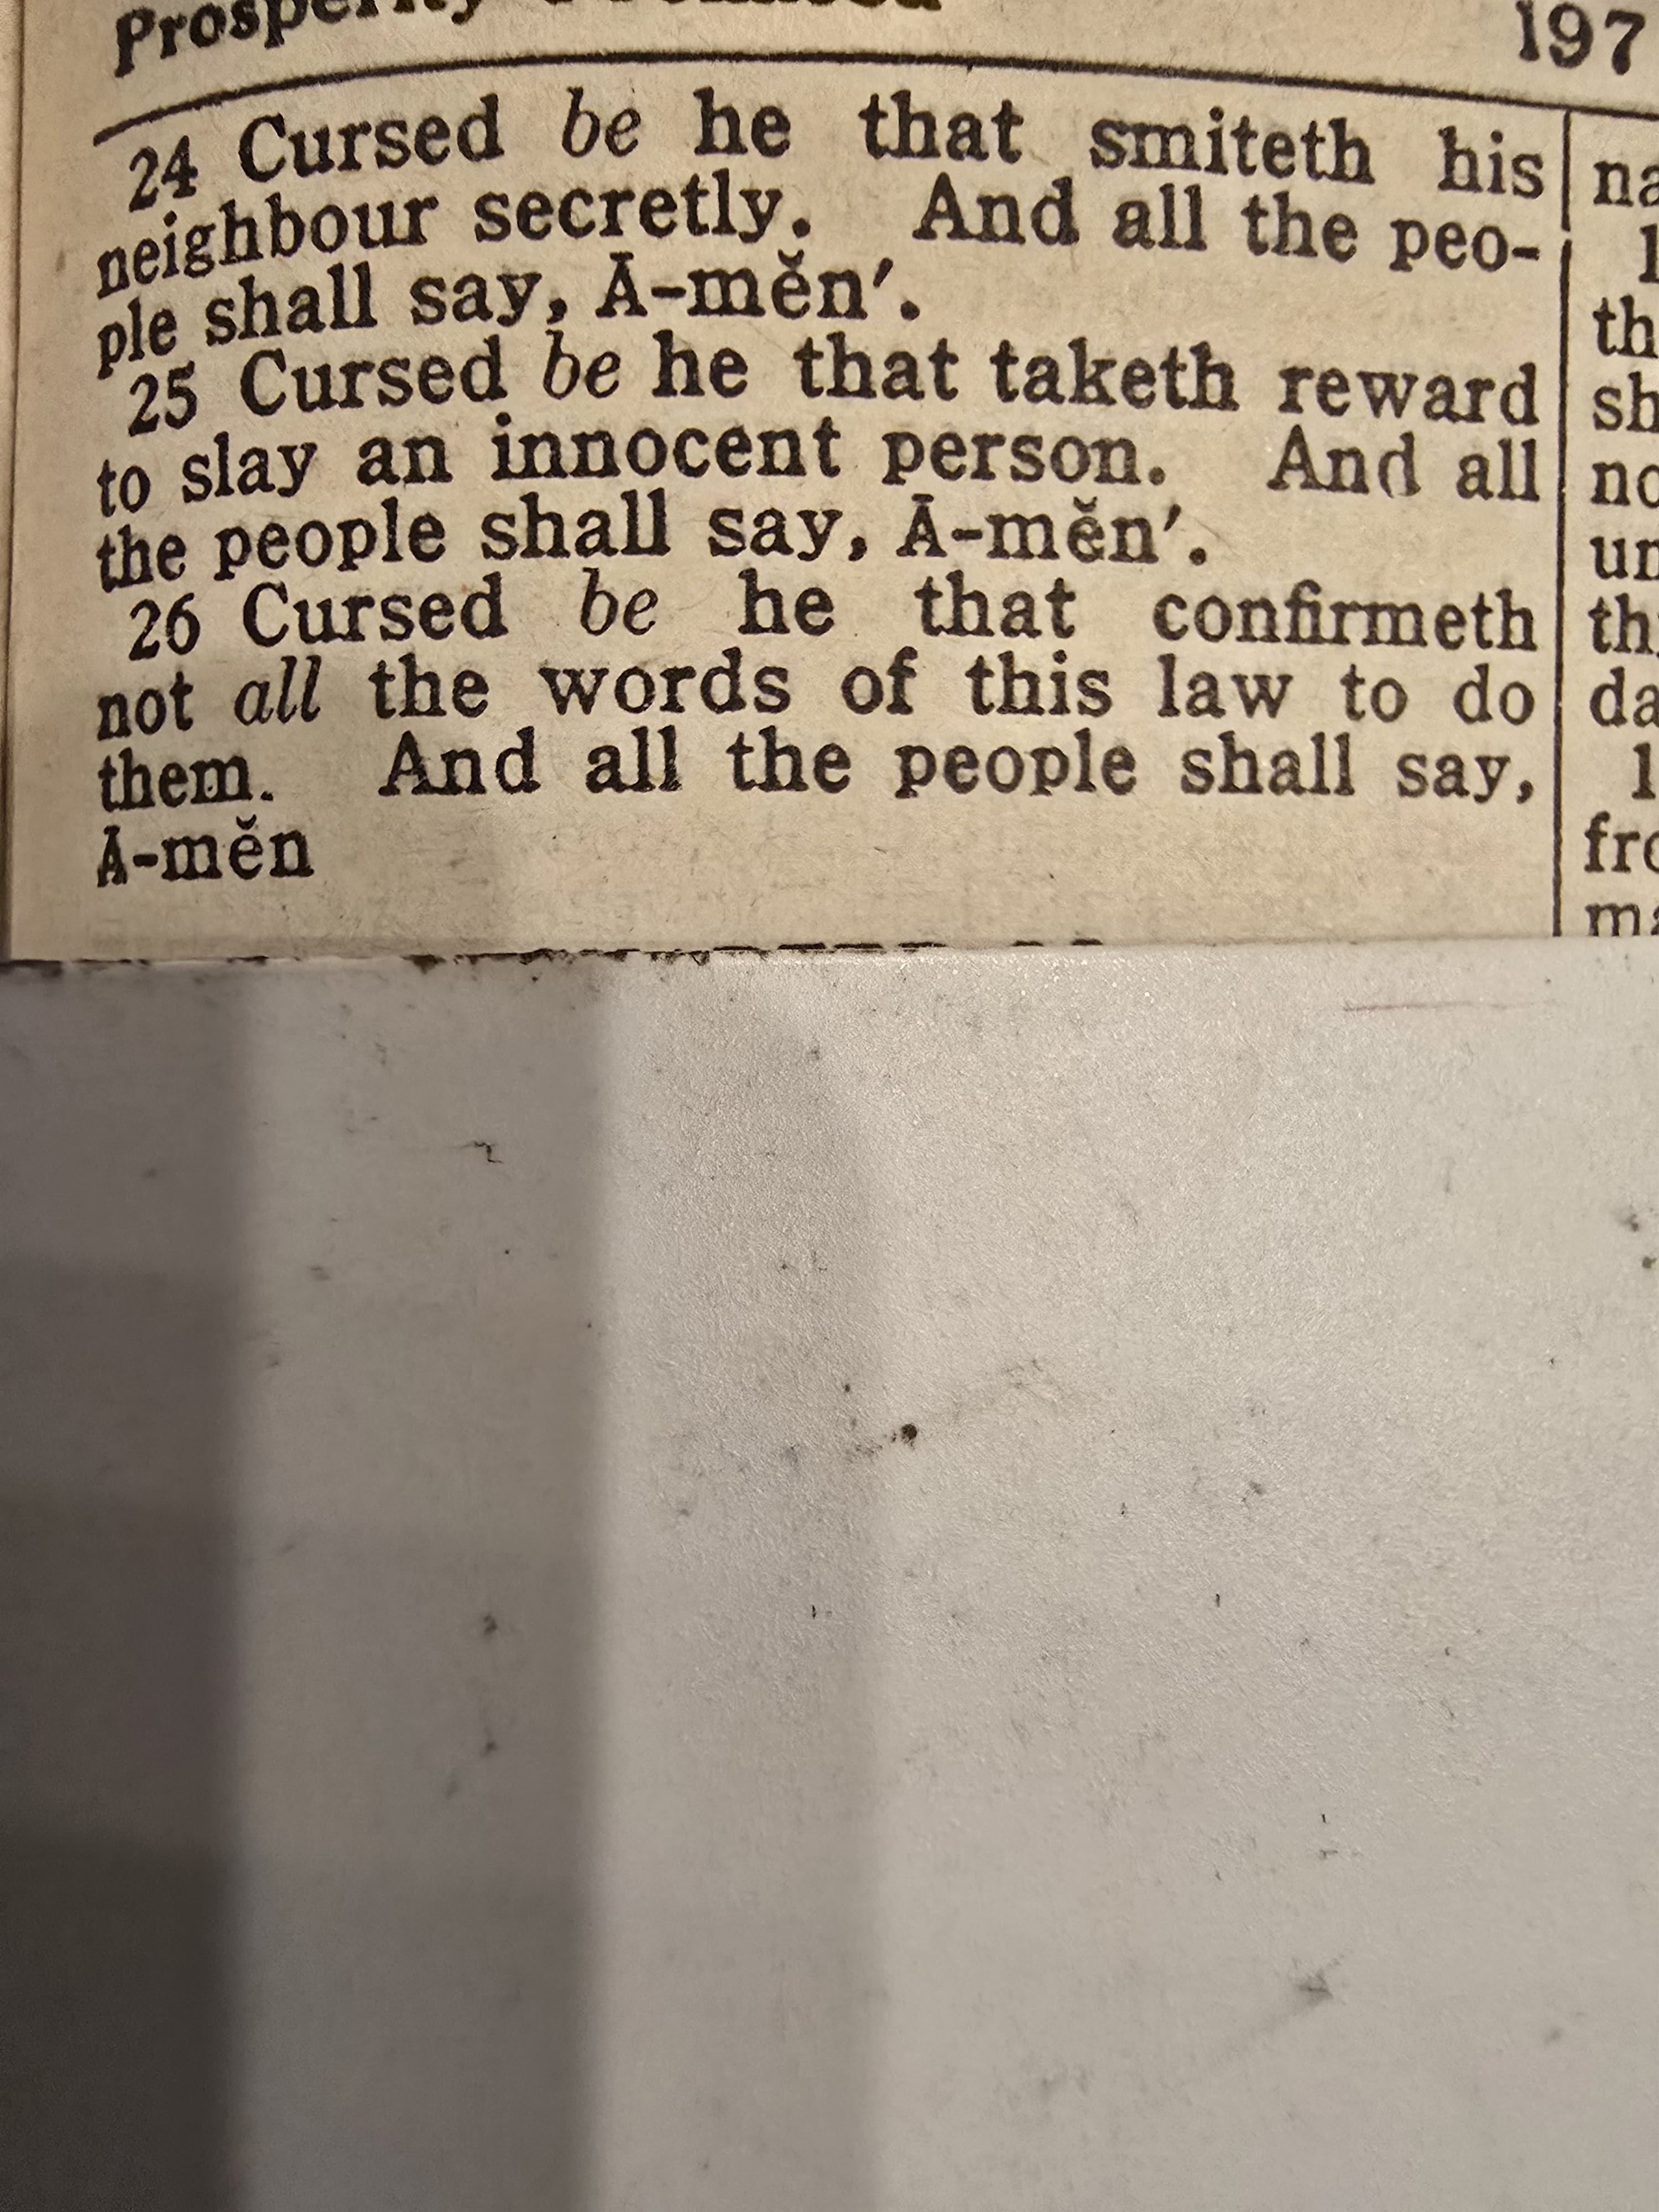 Prosperity
197
24 Cursed be he that smiteth his
neighbour secretly. And all the peo-
ple shall say, Ā-mĕn′.
25 Cursed be he that taketh reward
to slay an innocent person. And all
the people shall say, Ā-mĕn′.
26 Cursed be he that confirmeth
not all the words of this law to do
them. And all the people shall say,
Ā-mĕn